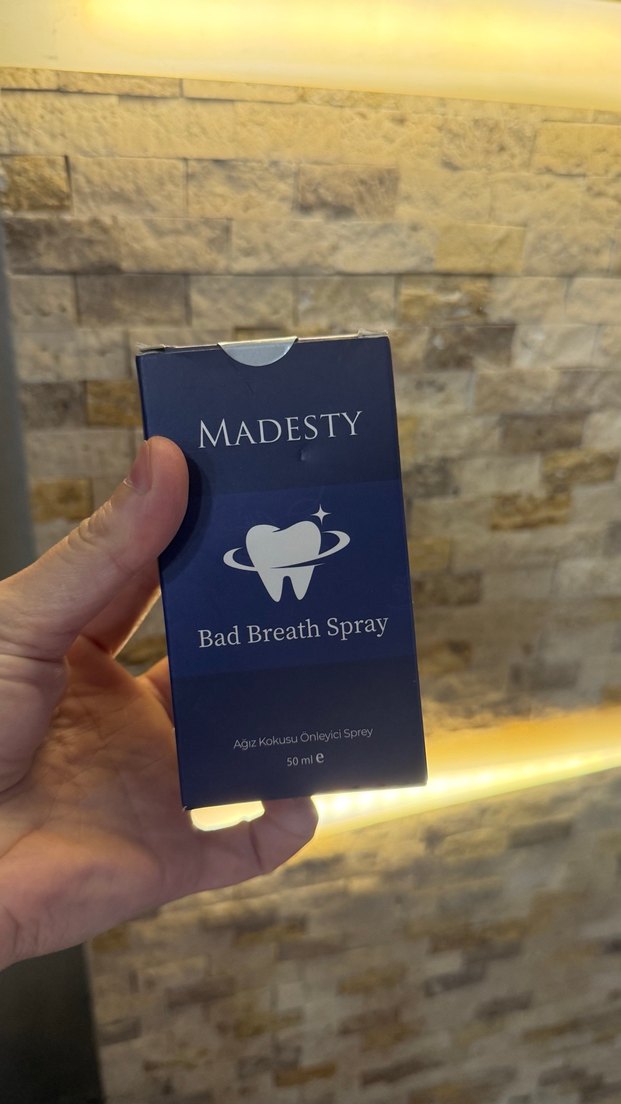 MADESTY
Bad Breath Spray
Ağız Kokusu Önleyici Sprey
50 ml e